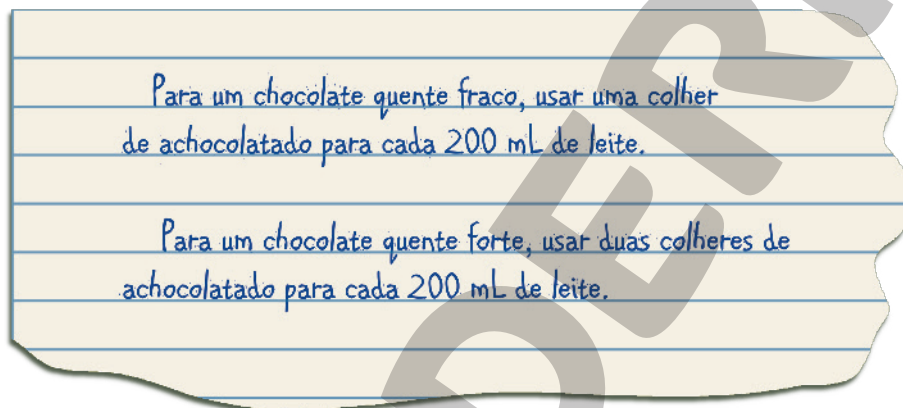 Para um chocolate quente fraco, usar uma colher
de achocolatado para cada 200 mL de leite.
Para um chocolate quente forte, usar duas colheres de
achocolatado para cada 200 mL de leite.
DER